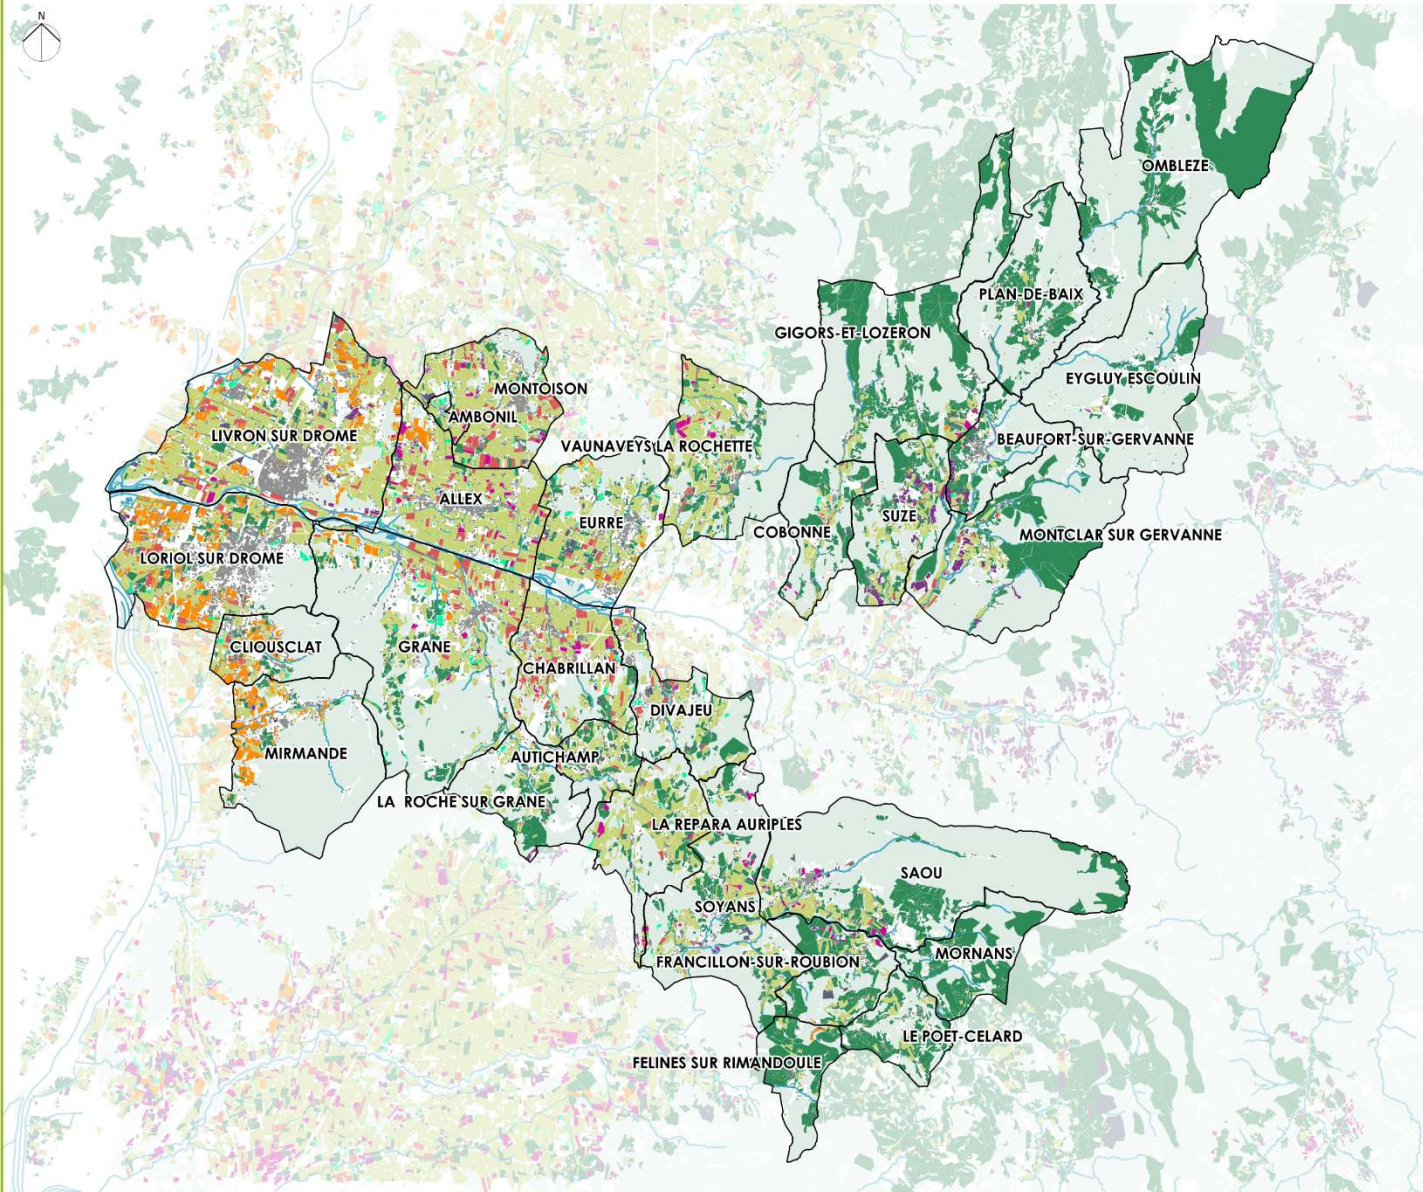 N
OMBLEZE
PLAN-DE-BAIX
GIGORS-ET-LOZERON
EYGLUY ESCOULIN
MONTOISON
AMBONIL
LIVRON SUR DROME
VAUNAVEYS LA ROCHETTE
BEAUFORT-SUR-GERVANNE
ALLEX
EURRE
SUZE
COBONNE
MONTCLAR SUR GERVANNE
LORIOL SUR DROME
CLIOUSCLAT
GRANE
CHABRILLAN
DIVAJEU
MIRMANDE
AUTICHAMP
LA ROCHE SUR GRANE
LA REPARA AURIPLES
SAOU
SOYANS
MORNANS
FRANCILLON-SUR-ROUBION
LE POET-CELARD
FELINES SUR RIMANDOULE